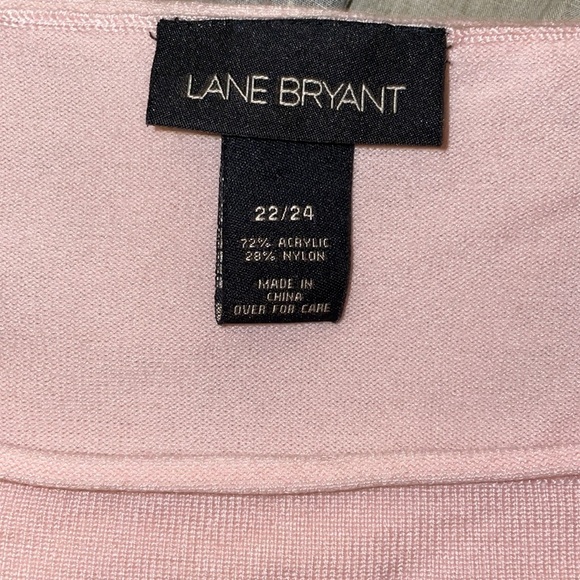 LANE BRYANT
22/24
72% ACRYLIC
28% NYLON
MADE IN
CHINA
OVER FOR CARE